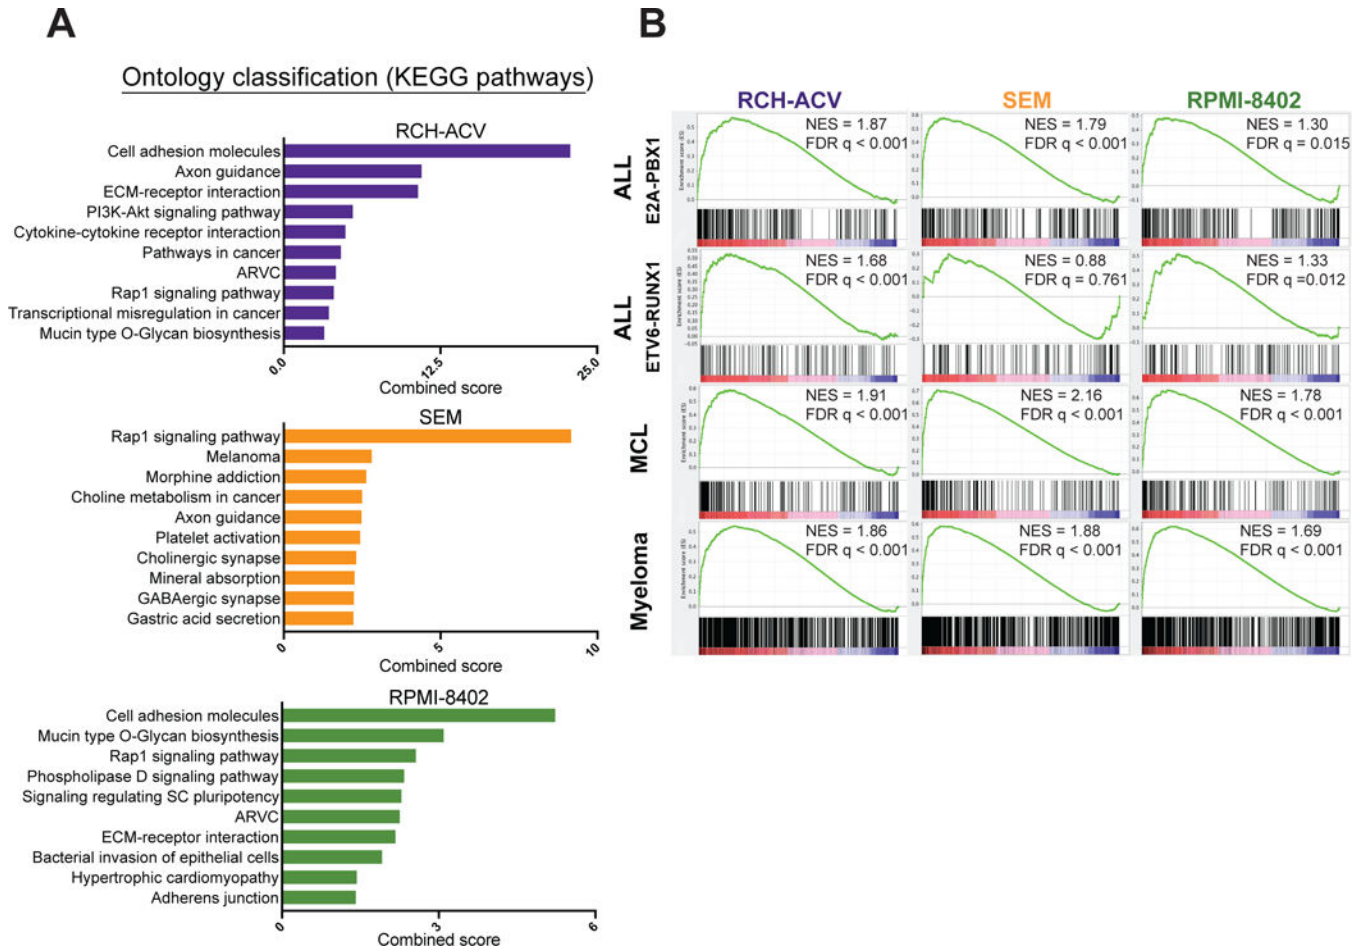 A
Ontology classification (KEGG pathways)
RCH-ACV
Cell adhesion molecules
Axon guidance
ECM-receptor interaction
PI3K-Akt signaling pathway
Cytokine-cytokine receptor interaction
Pathways in cancer
ARVC
Rap1 signaling pathway
Transcriptional misregulation in cancer
Mucin type O-Glycan biosynthesis
0.0 12.5 25.0
Combined score
SEM
Rap1 signaling pathway
Melanoma
Morphine addiction
Choline metabolism in cancer
Axon guidance
Platelet activation
Cholinergic synapse
Mineral absorption
GABAergic synapse
Gastric acid secretion
0 5 10
Combined score
RPMI-8402
Cell adhesion molecules
Mucin type O-Glycan biosynthesis
Rap1 signaling pathway
Phospholipase D signaling pathway
Signaling regulating SC pluripotency
ARVC
ECM-receptor interaction
Bacterial invasion of epithelial cells
Hypertrophic cardiomyopathy
Adherens junction
0 3 6
Combined score
B
RCH-ACV SEM RPMI-8402
ALL
E2A-PBX1
Enrichment score (ES)
NES = 1.87
FDR q < 0.001
NES = 1.79
FDR q < 0.001
NES = 1.30
FDR q = 0.015
ALL
ETV6-RUNX1
NES = 1.68
FDR q < 0.001
NES = 0.88
FDR q = 0.761
NES = 1.33
FDR q =0.012
MCL
Enrichment score (ES)
NES = 1.91
FDR q < 0.001
NES = 2.16
FDR q < 0.001
NES = 1.78
FDR q < 0.001
Myeloma
Enrichment score (ES)
NES = 1.86
FDR q < 0.001
NES = 1.88
FDR q < 0.001
NES = 1.69
FDR q < 0.001